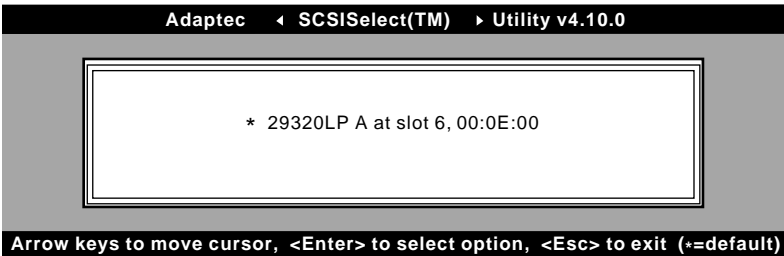 Adaptec ◂ SCSISelect(TM) ▸ Utility v4.10.0
* 29320LP A at slot 6, 00:0E:00
Arrow keys to move cursor, <Enter> to select option, <Esc> to exit (*=default)